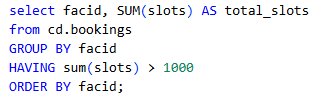 select facid, SUM(slots) AS total_slots
from cd.bookings
GROUP BY facid
HAVING sum(slots) > 1000
ORDER BY facid;